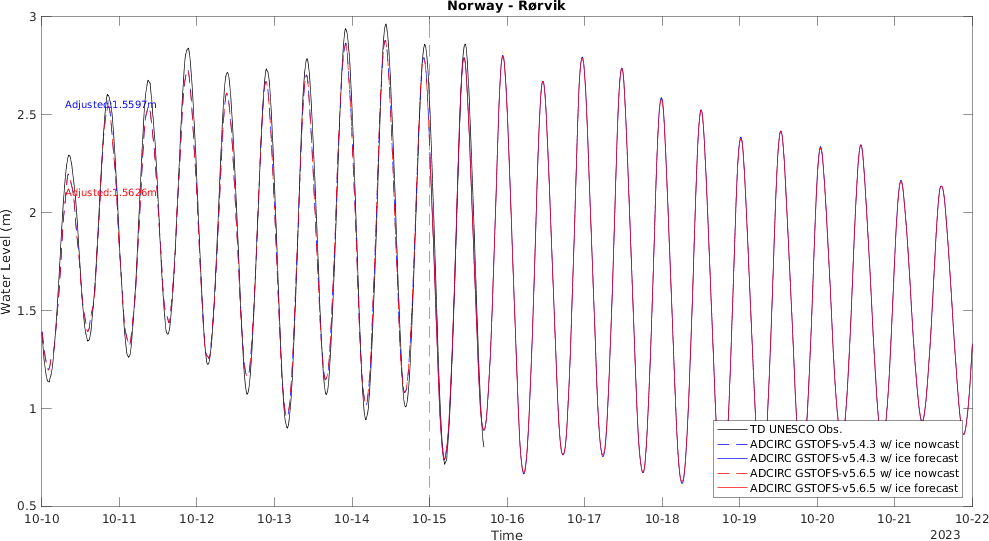 Norway - Rørvik
3
2.5
2
1.5
1
0.5
Water Level (m)
Adjusted:1.5597m
Adjusted:1.5626m
TD UNESCO Obs.
ADCIRC GSTOFS-v5.4.3 w/ ice nowcast
ADCIRC GSTOFS-v5.4.3 w/ ice forecast
ADCIRC GSTOFS-v5.6.5 w/ ice nowcast
ADCIRC GSTOFS-v5.6.5 w/ ice forecast
10-10 10-11 10-12 10-13 10-14 10-15 10-16 10-17 10-18 10-19 10-20 10-21 10-22
Time
2023